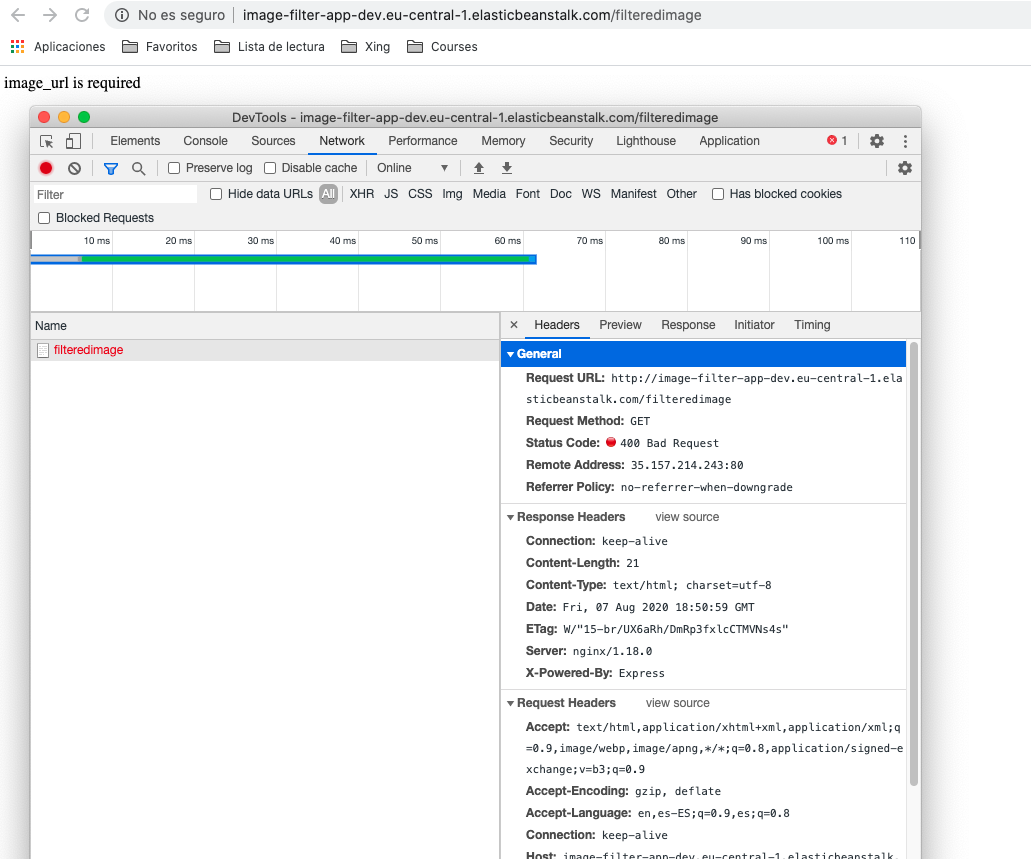 No es seguro image-filter-app-dev.eu-central-1.elasticbeanstalk.com/filteredimage
Aplicaciones Favoritos Lista de lectura Xing Courses
image_url is required
DevTools - image-filter-app-dev.eu-central-1.elasticbeanstalk.com/filteredimage
Elements Console Sources Network Performance Memory Security Lighthouse Application 1
Preserve log Disable cache Online
Filter Hide data URLs All XHR JS CSS Img Media Font Doc WS Manifest Other Has blocked cookies
Blocked Requests
10 ms 20 ms 30 ms 40 ms 50 ms 60 ms 70 ms 80 ms 90 ms 100 ms 110
Name
filteredimage
Headers Preview Response Initiator Timing
General
Request URL: http://image-filter-app-dev.eu-central-1.ela
sticbeanstalk.com/filteredimage
Request Method: GET
Status Code: 400 Bad Request
Remote Address: 35.157.214.243:80
Referrer Policy: no-referrer-when-downgrade
Response Headers view source
Connection: keep-alive
Content-Length: 21
Content-Type: text/html; charset=utf-8
Date: Fri, 07 Aug 2020 18:50:59 GMT
ETag: W/"15-br/UX6aRh/DmRp3fxlcCTMVNs4s"
Server: nginx/1.18.0
X-Powered-By: Express
Request Headers view source
Accept: text/html,application/xhtml+xml,application/xml;q
=0.9,image/webp,image/apng,*/*;q=0.8,application/signed-e
xchange;v=b3;q=0.9
Accept-Encoding: gzip, deflate
Accept-Language: en,es-ES;q=0.9,es;q=0.8
Connection: keep-alive
Host: image-filter-app-dev.eu-central-1.elasticbeanstalk.